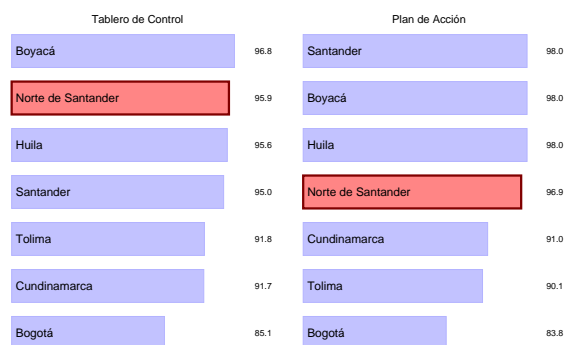 Tablero de Control
Boyacá 96.8
Norte de Santander 95.9
Huila 95.6
Santander 95.0
Tolima 91.8
Cundinamarca 91.7
Bogotá 85.1
Plan de Acción
Santander 98.0
Boyacá 98.0
Huila 98.0
Norte de Santander 96.9
Cundinamarca 91.0
Tolima 90.1
Bogotá 83.8